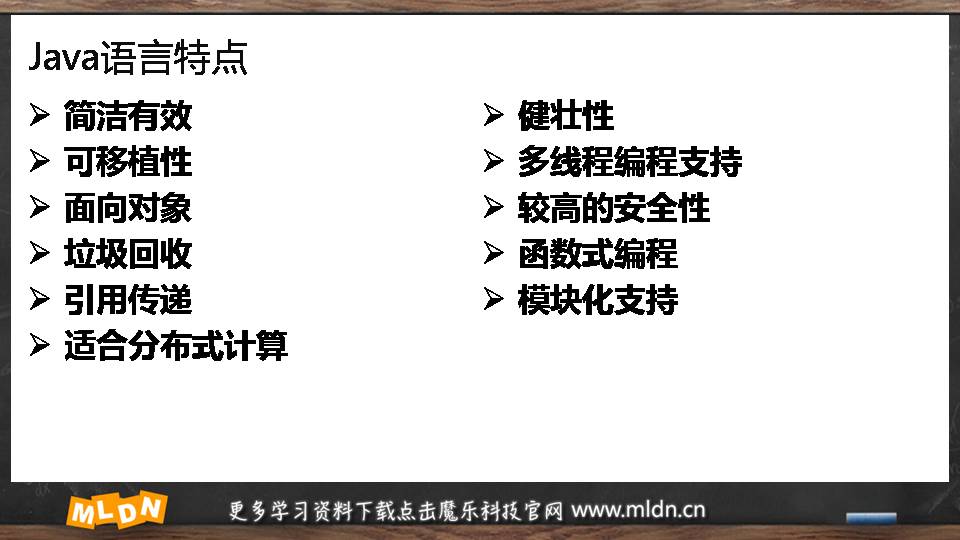 Java语言特点
简洁有效
可移植性
面向对象
垃圾回收
引用传递
适合分布式计算
健壮性
多线程编程支持
较高的安全性
函数式编程
模块化支持
MLDN
更多学习资料下载点击魔乐科技官网 www.mldn.cn